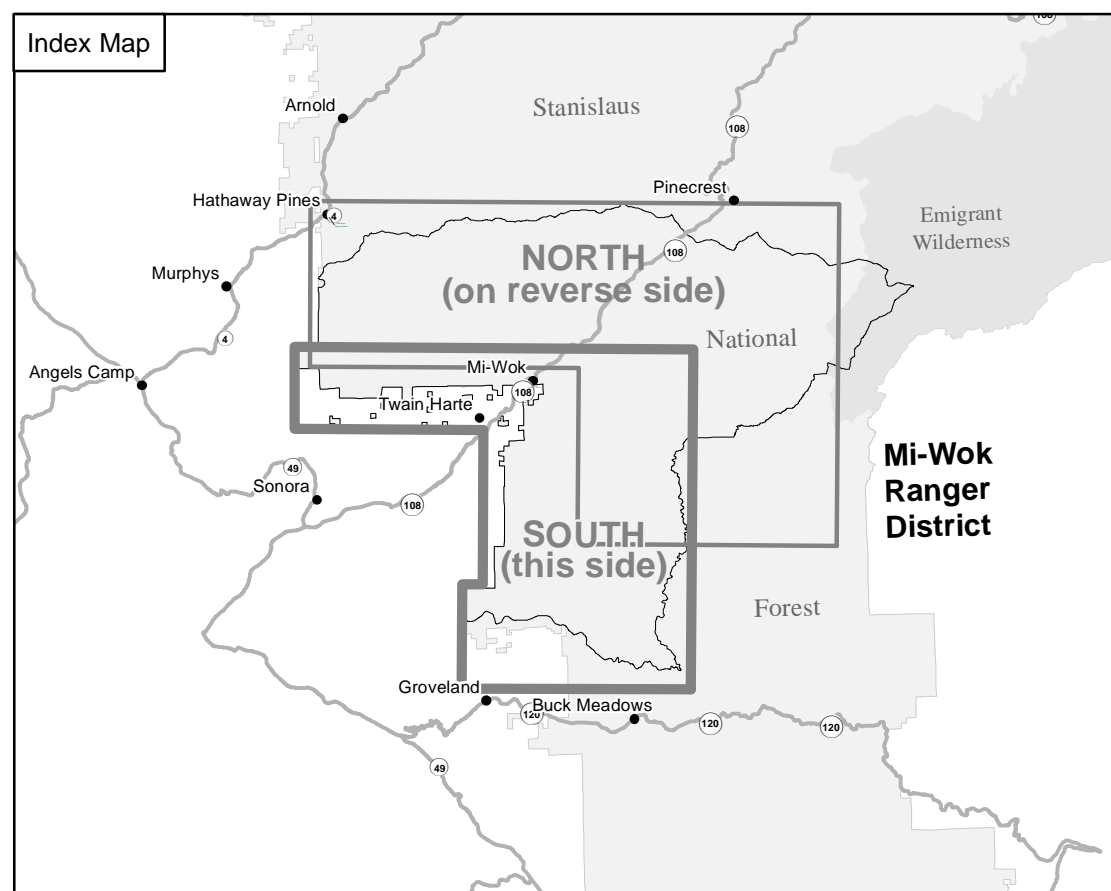 Index Map
108
Arnold
Stanislaus
108
Hathaway Pines
4
Pinecrest
Emigrant
Wilderness
108
NORTH
(on reverse side)
Murphys
4
National
Angels Camp
Mi-Wok
108
Twain Harte
Mi-Wok
Ranger
District
49
Sonora
108
SOUTH
(this side)
Forest
Groveland
Buck Meadows
120
120
120
49